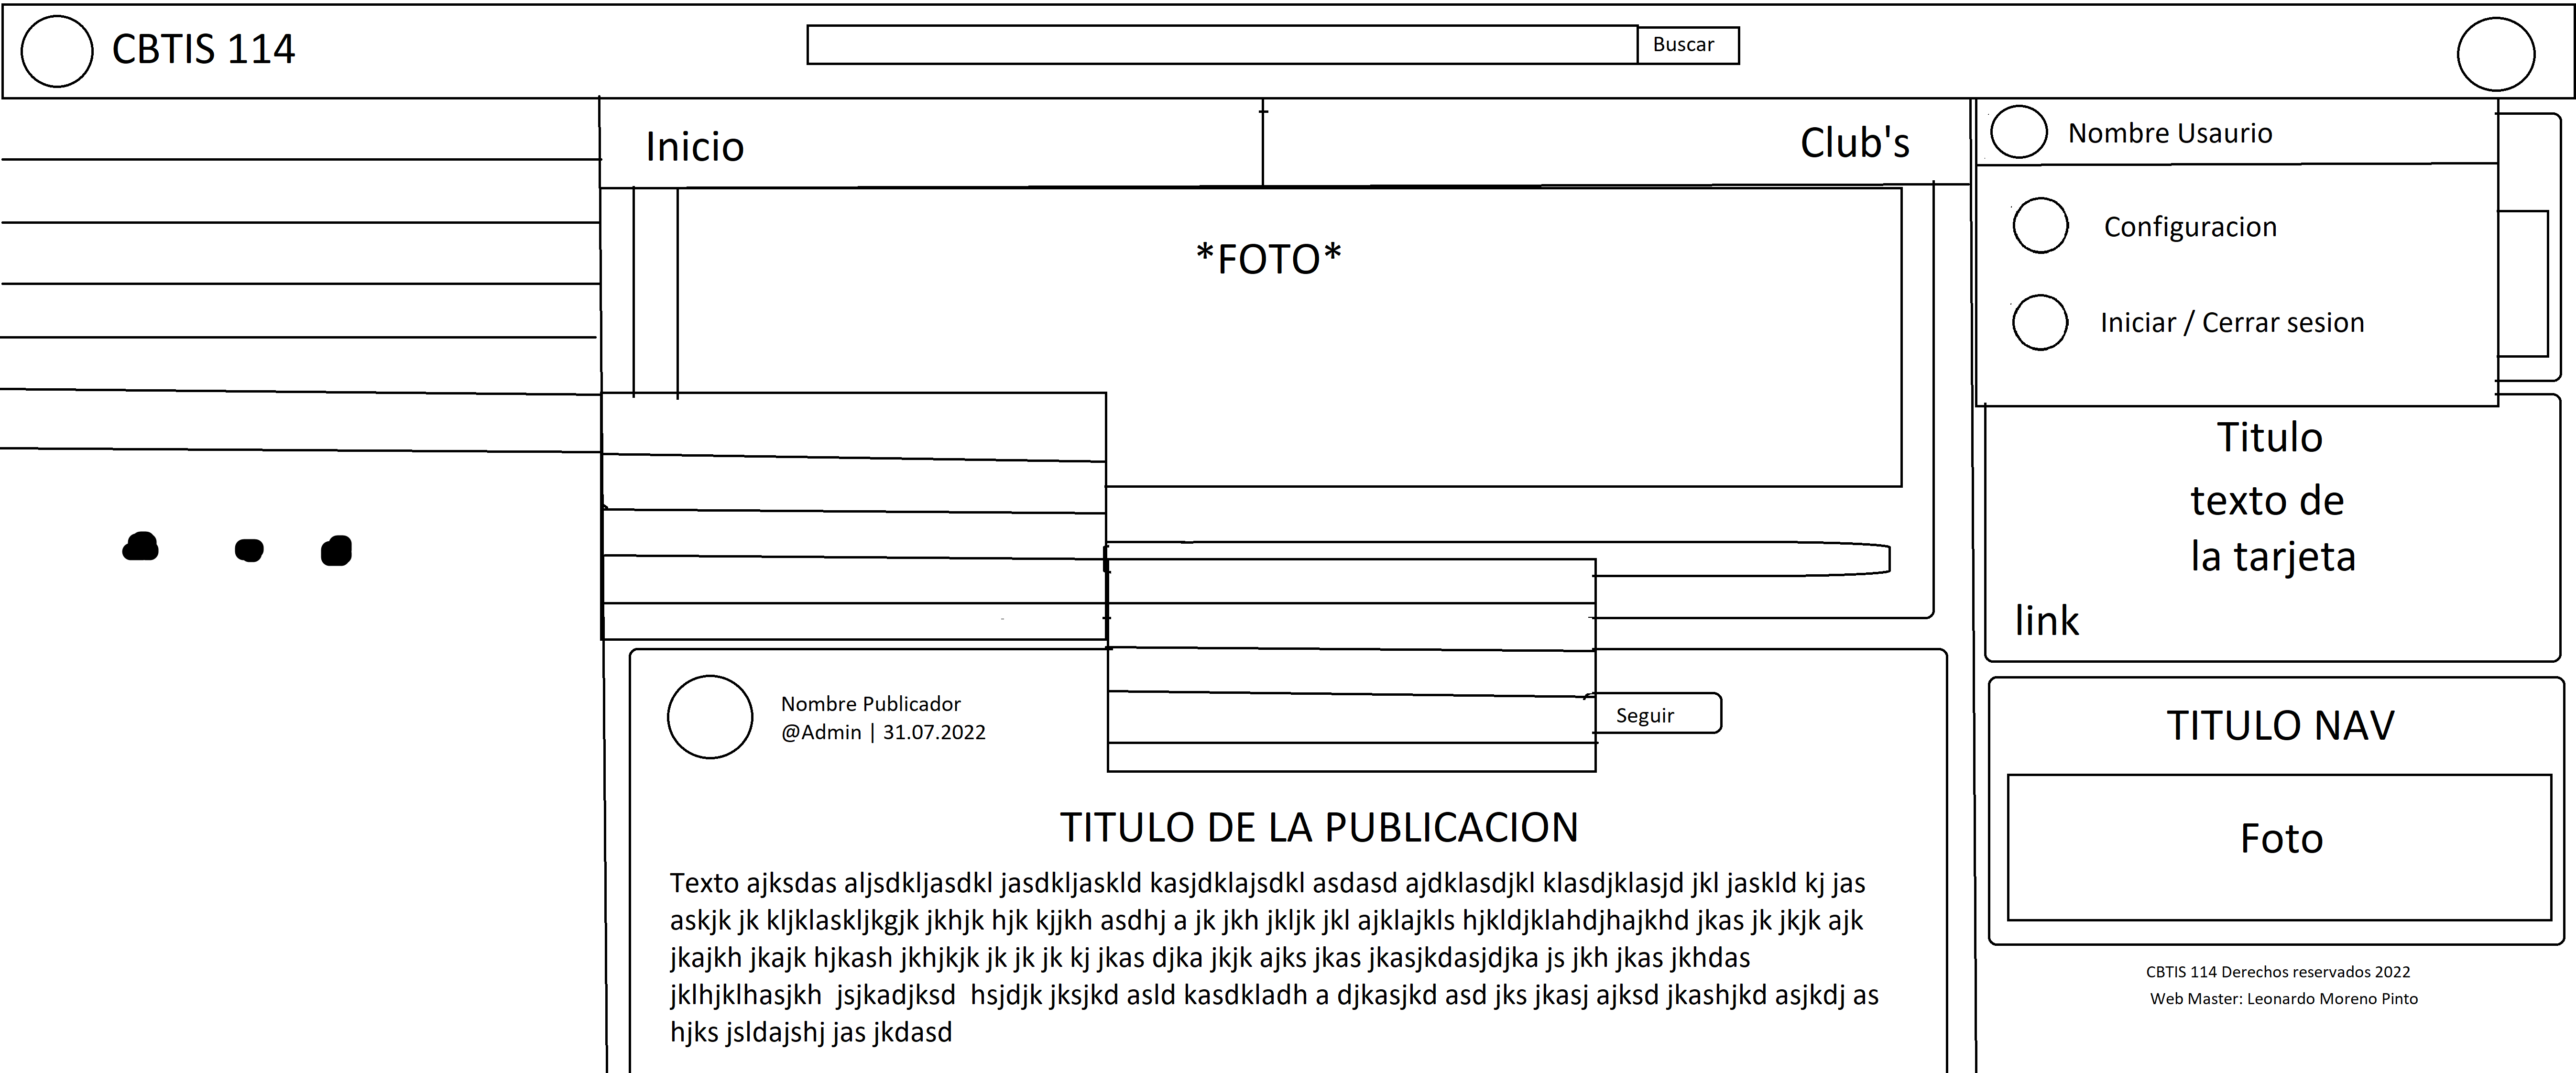 CBTIS 114
Buscar
Inicio
Club's
Nombre Usaurio
Configuracion
Iniciar / Cerrar sesion
*FOTO*
Titulo
texto de
la tarjeta
link
Nombre Publicador
@Admin | 31.07.2022
Seguir
TITULO DE LA PUBLICACION
Texto ajksdas aljsdkljasdkl jasdkljaskld kasjdklajsdkl asdasd ajdklasdjkl klasdjklasjd jkl jaskld kj jas
askjk jk kljklaskljkgjk jkhjk hjk kjjkh asdhj a jk jkh jkljk jkl ajklajkls hjkldjklahdjhajkhd jkas jk jkjk ajk
jkajkh jkajk hjkash jkhjkjk jk jk jk kj jkas djka jkjk ajks jkas jkasjkdasjdjka js jkh jkas jkhdas
jklhjklhasjkh  jsjkadjksd  hsjdjk jksjkd asld kasdkladh a djkasjkd asd jks jkasj ajksd jkashjkd asjkdj as
hjks jsldajshj jas jkdasd
TITULO NAV
Foto
CBTIS 114 Derechos reservados 2022
Web Master: Leonardo Moreno Pinto